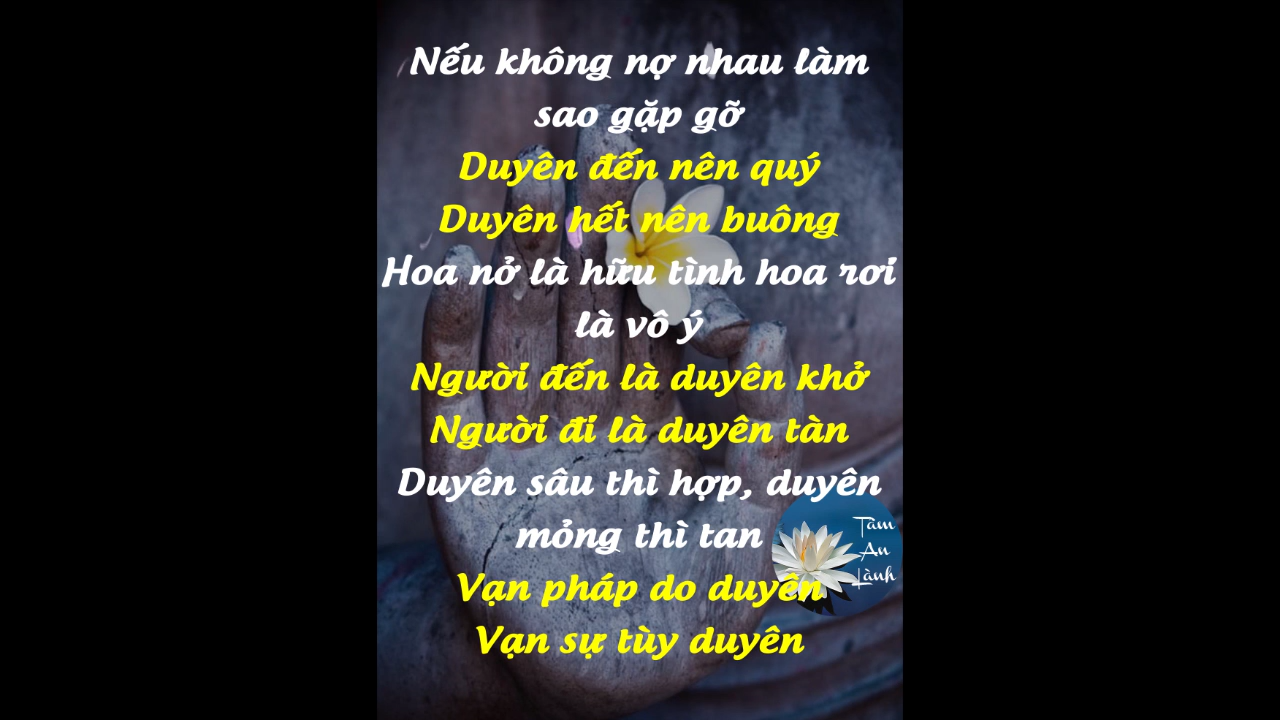 Nếu không nợ nhau làm
sao gặp gỡ
Duyên đến nên quý
Duyên hết nên buông
Hoa nở là hữu tình hoa rơi
là vô ý
Người đến là duyên khở
Người đi là duyên tàn
Duyên sâu thì hợp, duyên
mỏng thì tan
Vạn pháp do duyên
Vạn sự tùy duyên
Tâm
An
Lành